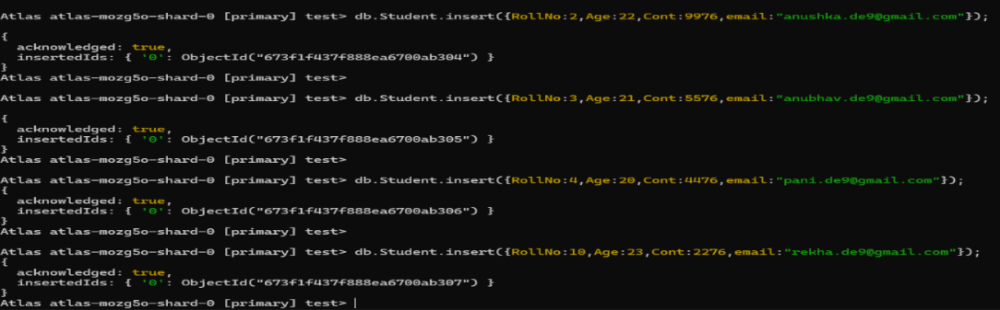 Atlas atlas-mozg5o-shard-0 [primary] test> db.Student.insert({RollNo:2,Age:22,Cont:9976,email:"anushka.de9@gmail.com"});
{
  acknowledged: true,
  insertedIds: { '0': ObjectId("673f1f437f888ea6700ab304") }
}
Atlas atlas-mozg5o-shard-0 [primary] test>
Atlas atlas-mozg5o-shard-0 [primary] test> db.Student.insert({RollNo:3,Age:21,Cont:5576,email:"anubhav.de9@gmail.com"});
{
  acknowledged: true,
  insertedIds: { '0': ObjectId("673f1f437f888ea6700ab305") }
}
Atlas atlas-mozg5o-shard-0 [primary] test>
Atlas atlas-mozg5o-shard-0 [primary] test> db.Student.insert({RollNo:4,Age:20,Cont:4476,email:"pani.de9@gmail.com"});
{
  acknowledged: true,
  insertedIds: { '0': ObjectId("673f1f437f888ea6700ab306") }
}
Atlas atlas-mozg5o-shard-0 [primary] test>
Atlas atlas-mozg5o-shard-0 [primary] test> db.Student.insert({RollNo:10,Age:23,Cont:2276,email:"rekha.de9@gmail.com"});
{
  acknowledged: true,
  insertedIds: { '0': ObjectId("673f1f437f888ea6700ab307") }
}
Atlas atlas-mozg5o-shard-0 [primary] test>